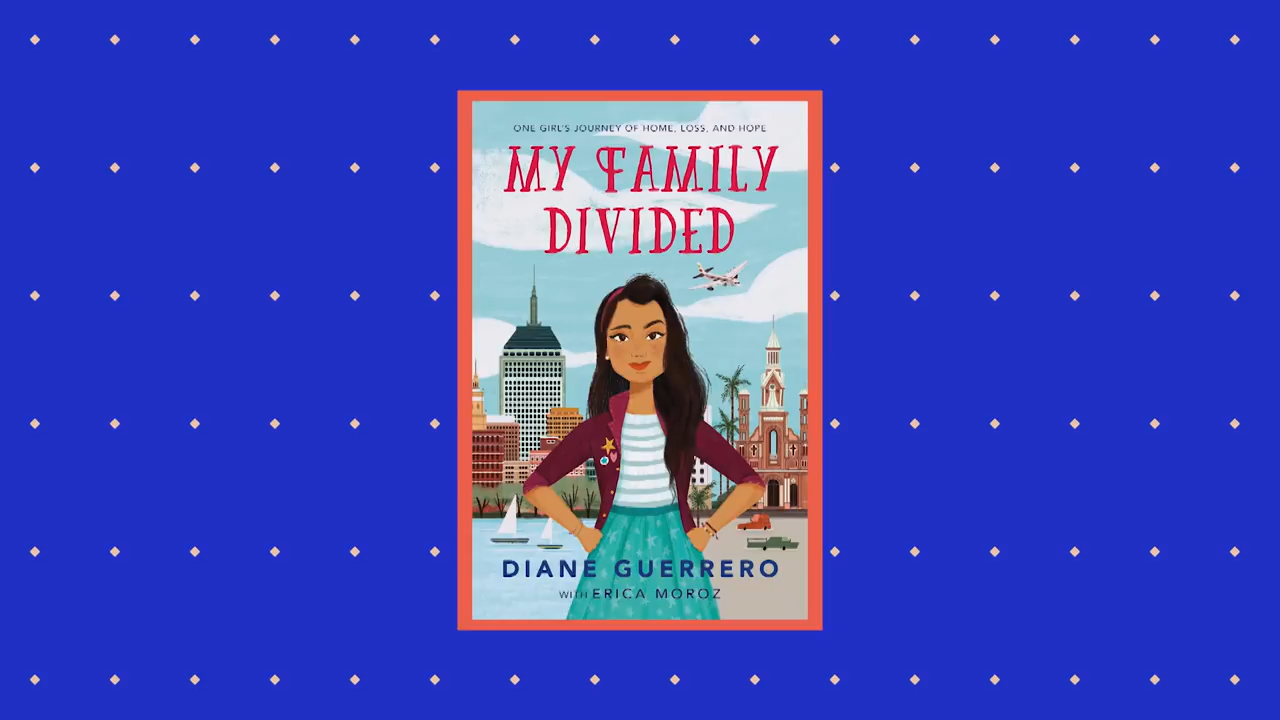 ONE GIRL'S JOURNEY OF HOME, LOSS, AND HOPE
MY FAMILY
DIVIDED
DIANE GUERRERO
WITH ERICA MOROZ